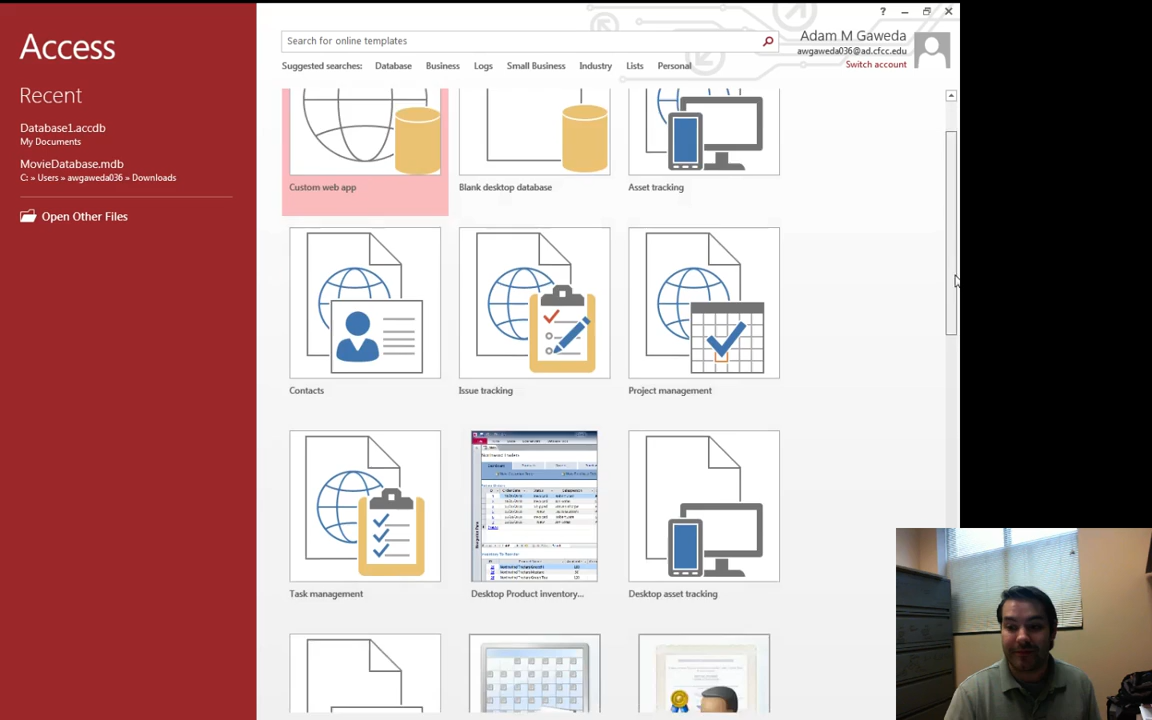 ?
Access
Search for online templates
Adam M Gaweda
awgaweda036@ad.cfcc.edu
Switch account
Suggested searches: Database Business Logs Small Business Industry Lists Personal
Recent
Database1.accdb
My Documents
MovieDatabase.mdb
C: » Users » awgaweda036 » Downloads
Open Other Files
Custom web app
Blank desktop database
Asset tracking
Contacts
Issue tracking
Project management
Task management
Desktop Product inventory...
Desktop asset tracking